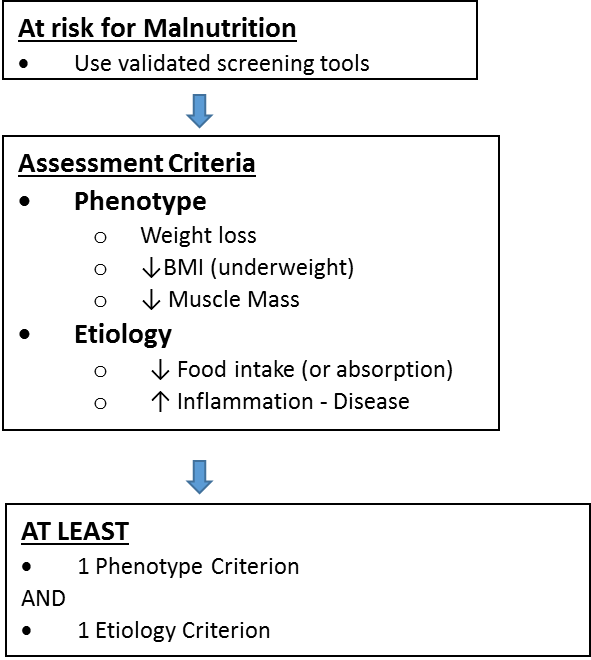 At risk for Malnutrition
• Use validated screening tools
Assessment Criteria
• Phenotype
o Weight loss
o ↓BMI (underweight)
o ↓ Muscle Mass
• Etiology
o ↓ Food intake (or absorption)
o ↑ Inflammation - Disease
AT LEAST
• 1 Phenotype Criterion
AND
• 1 Etiology Criterion